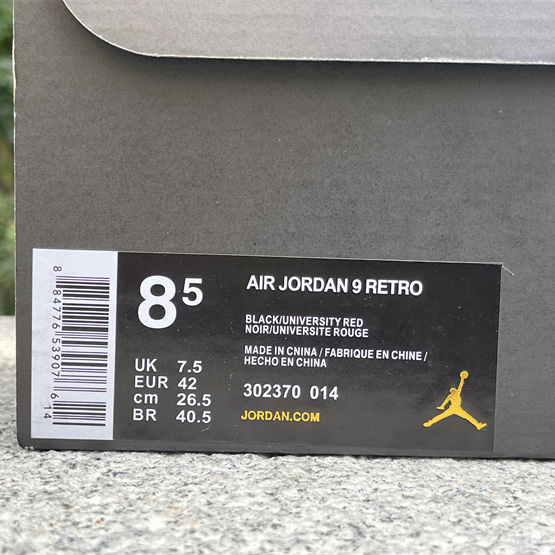 8 84776 53907 6 14
8 5
AIR JORDAN 9 RETRO
BLACK/UNIVERSITY RED
NOIR/UNIVERSITE ROUGE
MADE IN CNINA / FABRIQUE EN CHINE /
HECHO EN CHINA
302370 014
JORDAN.COM
UK 7.5
EUR 42
cm 26.5
BR 40.5